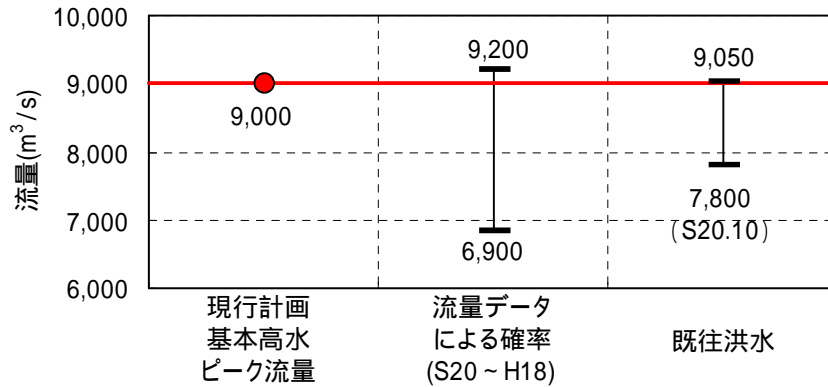 流量(m³/s)
10,000
9,000
8,000
7,000
6,000
9,000
9,200
6,900
9,050
7,800
(S20.10)
現行計画
基本高水
ピーク流量
流量データ
による確率
(S20 ~ H18)
既往洪水